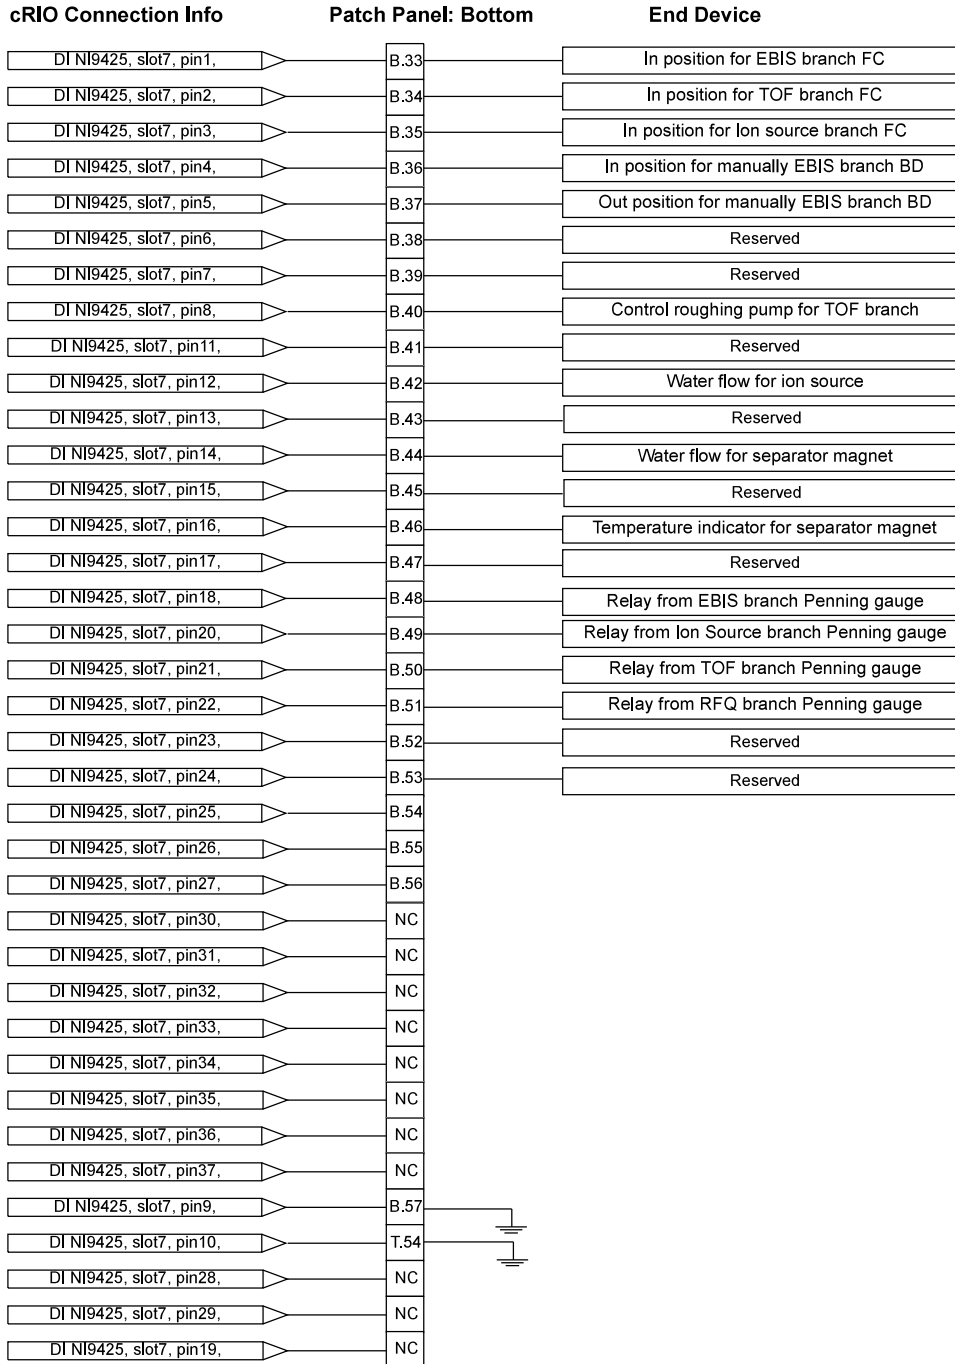 cRIO Connection Info Patch Panel: Bottom End Device
DI NI9425, slot7, pin1, B.33 In position for EBIS branch FC
DI NI9425, slot7, pin2, B.34 In position for TOF branch FC
DI NI9425, slot7, pin3, B.35 In position for Ion source branch FC
DI NI9425, slot7, pin4, B.36 In position for manually EBIS branch BD
DI NI9425, slot7, pin5, B.37 Out position for manually EBIS branch BD
DI NI9425, slot7, pin6, B.38 Reserved
DI NI9425, slot7, pin7, B.39 Reserved
DI NI9425, slot7, pin8, B.40 Control roughing pump for TOF branch
DI NI9425, slot7, pin11, B.41 Reserved
DI NI9425, slot7, pin12, B.42 Water flow for ion source
DI NI9425, slot7, pin13, B.43 Reserved
DI NI9425, slot7, pin14, B.44 Water flow for separator magnet
DI NI9425, slot7, pin15, B.45 Reserved
DI NI9425, slot7, pin16, B.46 Temperature indicator for separator magnet
DI NI9425, slot7, pin17, B.47 Reserved
DI NI9425, slot7, pin18, B.48 Relay from EBIS branch Penning gauge
DI NI9425, slot7, pin20, B.49 Relay from Ion Source branch Penning gauge
DI NI9425, slot7, pin21, B.50 Relay from TOF branch Penning gauge
DI NI9425, slot7, pin22, B.51 Relay from RFQ branch Penning gauge
DI NI9425, slot7, pin23, B.52 Reserved
DI NI9425, slot7, pin24, B.53 Reserved
DI NI9425, slot7, pin25, B.54
DI NI9425, slot7, pin26, B.55
DI NI9425, slot7, pin27, B.56
DI NI9425, slot7, pin30, NC
DI NI9425, slot7, pin31, NC
DI NI9425, slot7, pin32, NC
DI NI9425, slot7, pin33, NC
DI NI9425, slot7, pin34, NC
DI NI9425, slot7, pin35, NC
DI NI9425, slot7, pin36, NC
DI NI9425, slot7, pin37, NC
DI NI9425, slot7, pin9, B.57
DI NI9425, slot7, pin10, T.54
DI NI9425, slot7, pin28, NC
DI NI9425, slot7, pin29, NC
DI NI9425, slot7, pin19, NC